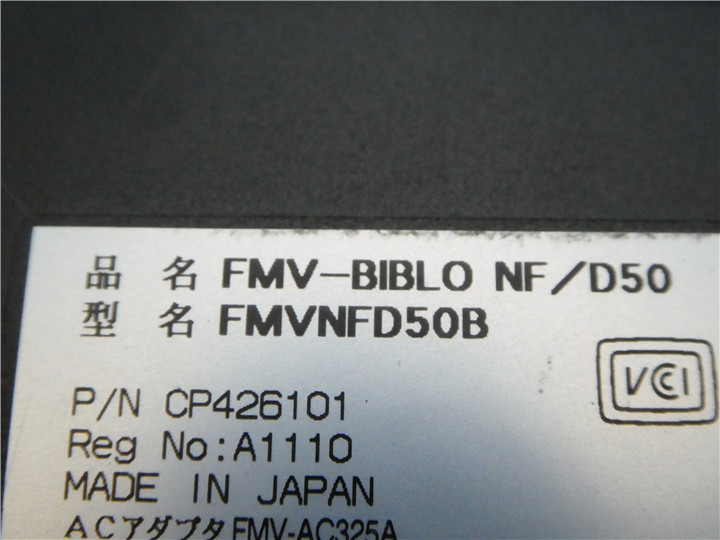 品 名 FMV-BIBLO NF/D50
型 名 FMVNFD50B
VCCI
P/N CP426101
Reg No:A1110
MADE IN JAPAN
ACアダプタ FMV-AC325A